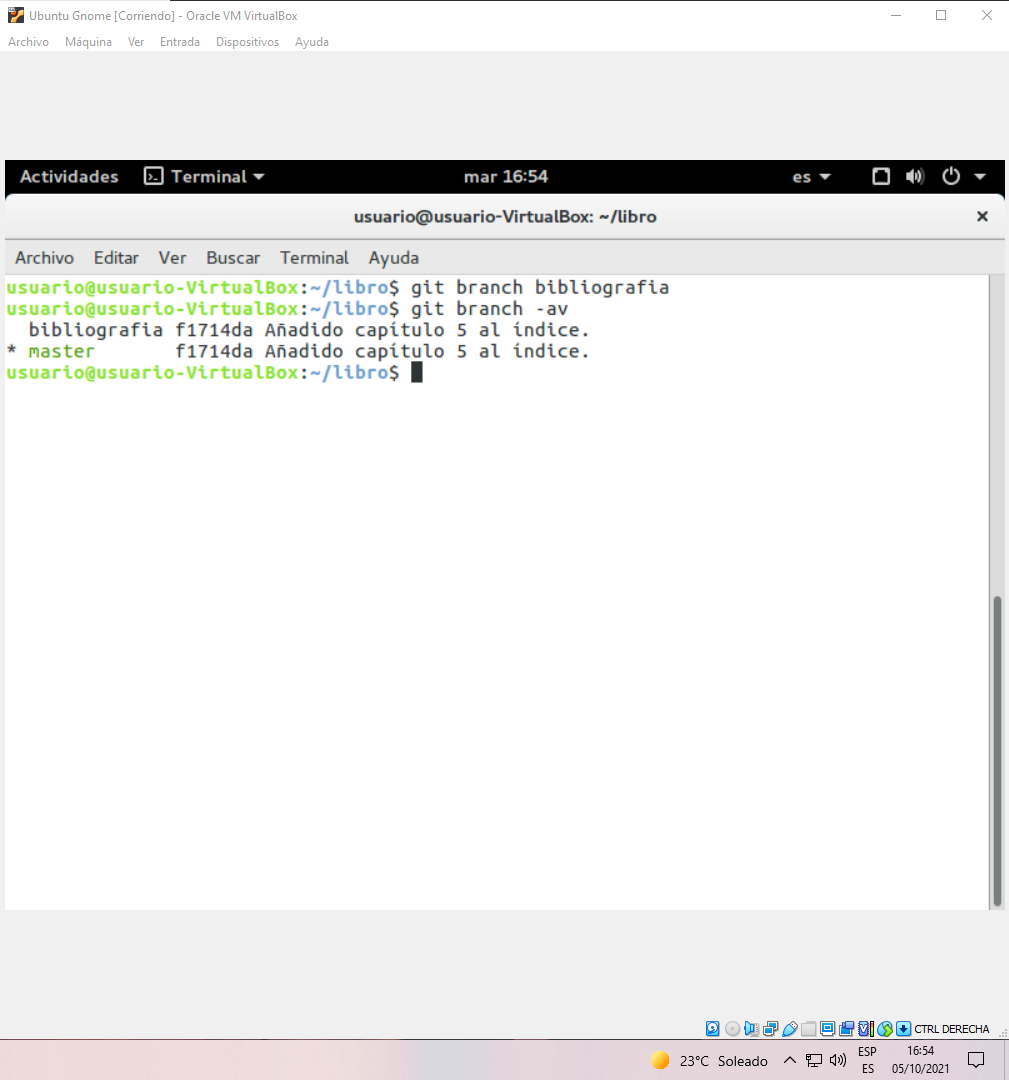 Ubuntu Gnome [Corriendo] - Oracle VM VirtualBox
Archivo Máquina Ver Entrada Dispositivos Ayuda
Actividades Terminal mar 16:54 es
usuario@usuario-VirtualBox: ~/libro
Archivo Editar Ver Buscar Terminal Ayuda
usuario@usuario-VirtualBox:~/libro$ git branch bibliografia
usuario@usuario-VirtualBox:~/libro$ git branch -av
  bibliografia f1714da Añadido capítulo 5 al índice.
* master       f1714da Añadido capítulo 5 al índice.
usuario@usuario-VirtualBox:~/libro$
CTRL DERECHA
23°C Soleado ESP 16:54
ES 05/10/2021